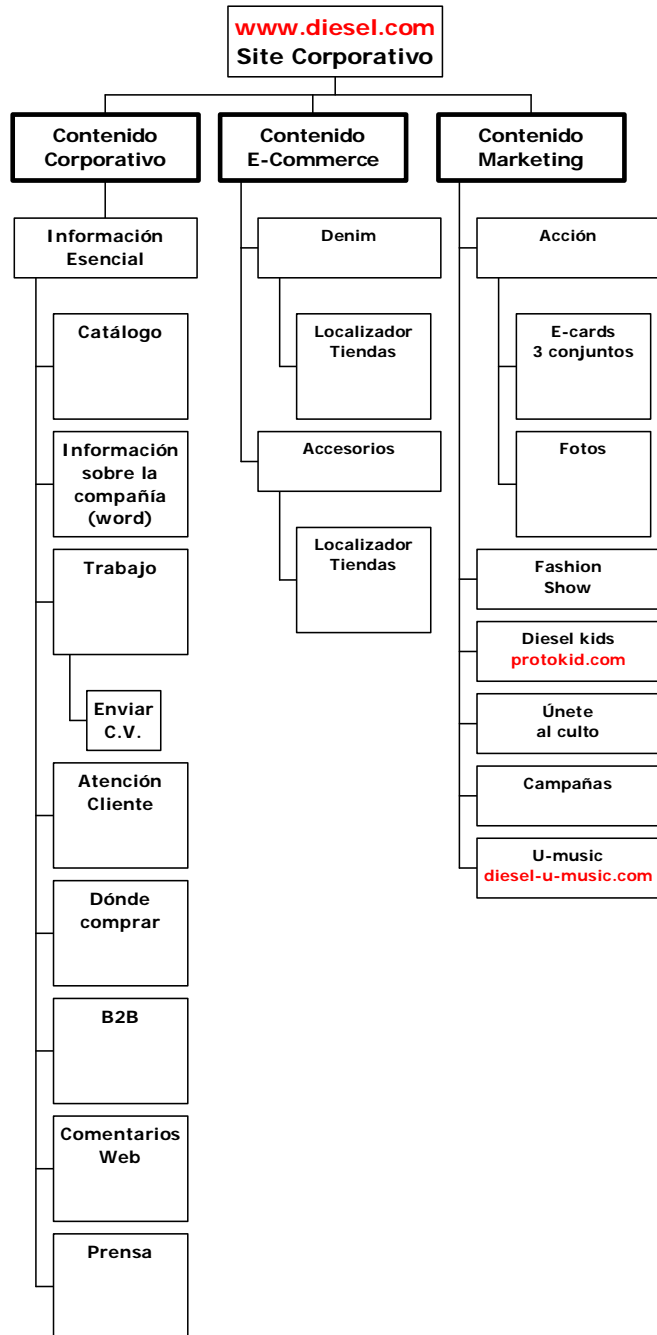 www.diesel.com
Site Corporativo
Contenido
Corporativo
Información
Esencial
Catálogo
Información
sobre la
compañía
(word)
Trabajo
Enviar
C.V.
Atención
Cliente
Dónde
comprar
B2B
Comentarios
Web
Prensa
Contenido
E-Commerce
Denim
Localizador
Tiendas
Accesorios
Localizador
Tiendas
Contenido
Marketing
Acción
E-cards
3 conjuntos
Fotos
Fashion
Show
Diesel kids
protokid.com
Únete
al culto
Campañas
U-music
diesel-u-music.com